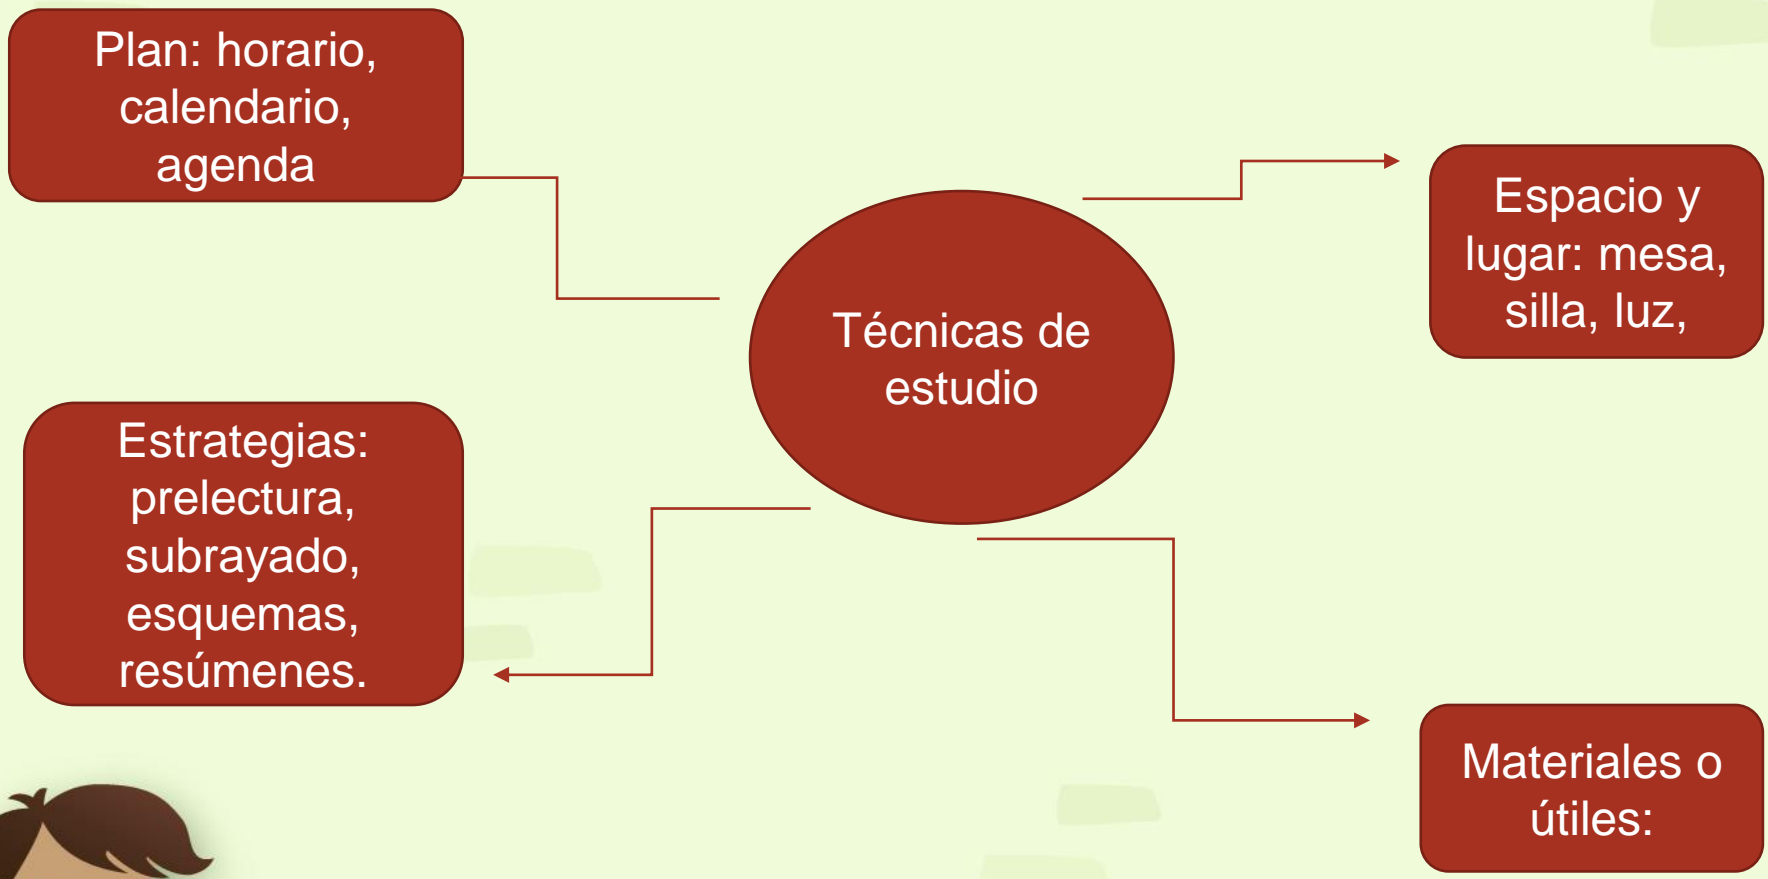 Plan: horario,
calendario,
agenda
Espacio y
lugar: mesa,
silla, luz,
Técnicas de
estudio
Estrategias:
prelectura,
subrayado,
esquemas,
resúmenes.
Materiales o
útiles: